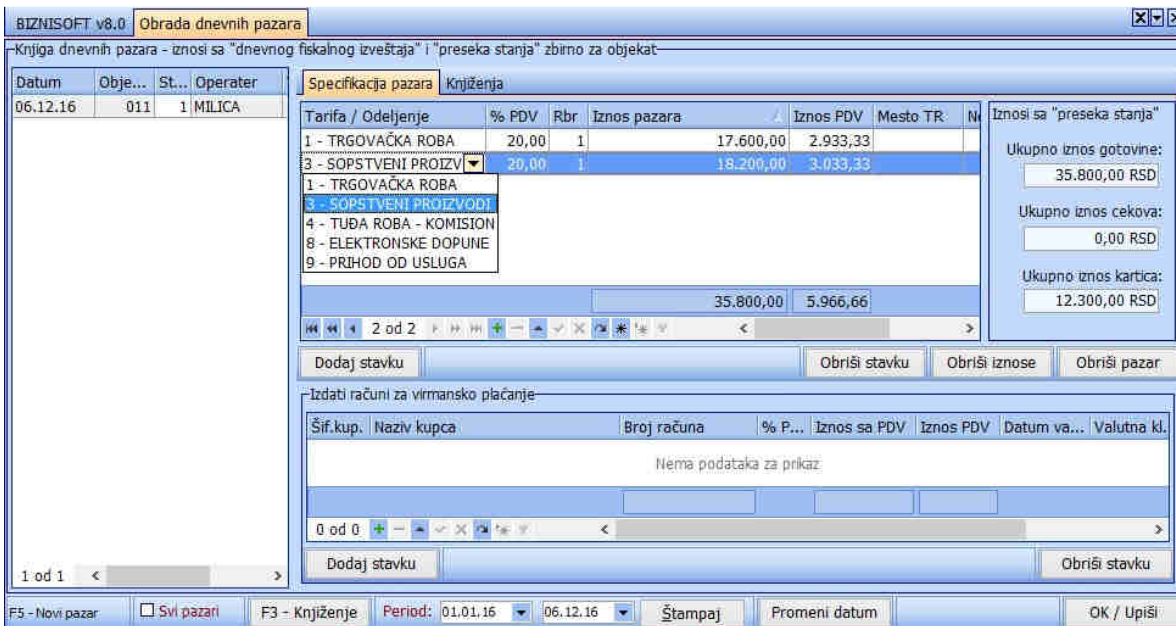 BIZNISOFT v8.0 Obrada dnevnih pazara
Knjiga dnevnih pazara - iznosi sa "dnevnog fiskalnog izveštaja" i "preseka stanja" zbirno za objekat
Datum Obje... St... Operater
06.12.16 011 1 MILICA
1 od 1
Specifikacija pazara Knjiženja
Tarifa / Odeljenje % PDV Rbr Iznos pazara Iznos PDV Mesto TR
1 - TRGOVAČKA ROBA 20,00 1 17.600,00 2.933,33
3 - SOPSTVENI PROIZV 20,00 1 18.200,00 3.033,33
1 - TRGOVAČKA ROBA
3 - SOPSTVENI PROIZVODI
4 - TUĐA ROBA - KOMISION
8 - ELEKTRONSKE DOPUNE
9 - PRIHOD OD USLUGA
35.800,00 5.966,66
2 od 2
Iznosi sa "preseka stanja"
Ukupno iznos gotovine:
35.800,00 RSD
Ukupno iznos cekova:
0,00 RSD
Ukupno iznos kartica:
12.300,00 RSD
Dodaj stavku Obriši stavku Obriši iznose Obriši pazar
Izdati računi za virmansko plaćanje
Šif.kup. Naziv kupca Broj računa % P... Iznos sa PDV Iznos PDV Datum va... Valutna kl.
Nema podataka za prikaz
0 od 0
Dodaj stavku Obriši stavku
F5 - Novi pazar Svi pazari F3 - Knjiženje Period: 01.01.16 06.12.16 Štampaj Promeni datum OK / Upiši